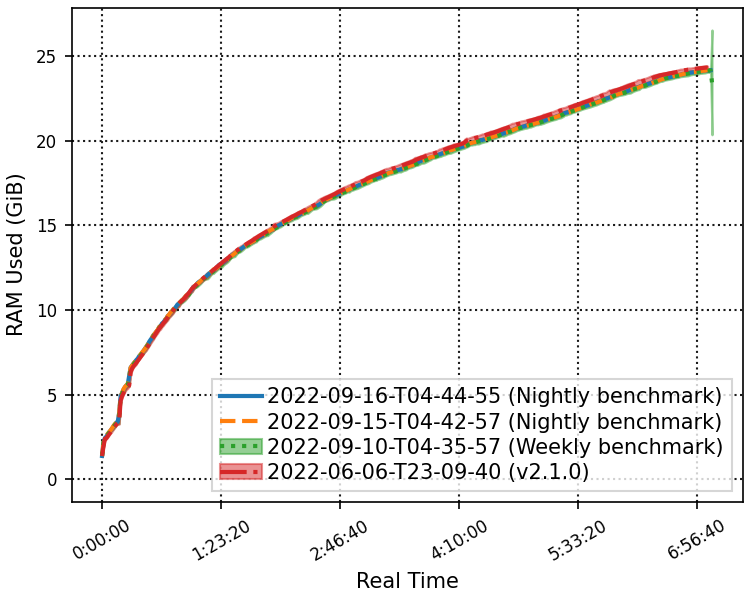 25
20
15
10
5
0
RAM Used (GiB)
2022-09-16-T04-44-55 (Nightly benchmark)
2022-09-15-T04-42-57 (Nightly benchmark)
2022-09-10-T04-35-57 (Weekly benchmark)
2022-06-06-T23-09-40 (v2.1.0)
0:00:00
1:23:20
2:46:40
4:10:00
5:33:20
6:56:40
Real Time